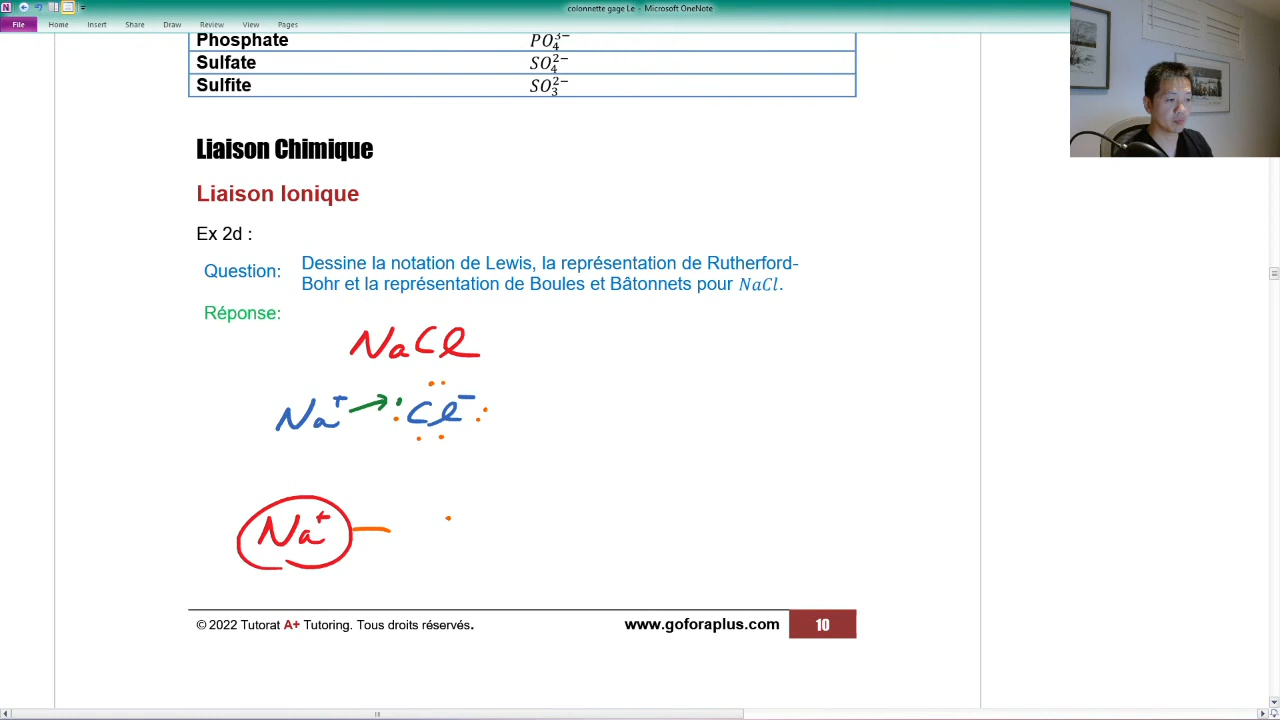 colonnette gage Le - Microsoft OneNote
File Home Insert Share Draw History Review View Pages
Phosphate PO₄³⁻
Sulfate SO₄²⁻
Sulfite SO₃²⁻
Liaison Chimique
Liaison Ionique
Ex 2d :
Question: Dessine la notation de Lewis, la représentation de Rutherford-
Bohr et la représentation de Boules et Bâtonnets pour NaCl.
Réponse:
NaCl
Na⁺ → Cl⁻
Na⁺
© 2022 Tutorat A+ Tutoring. Tous droits réservés. www.goforaplus.com 10